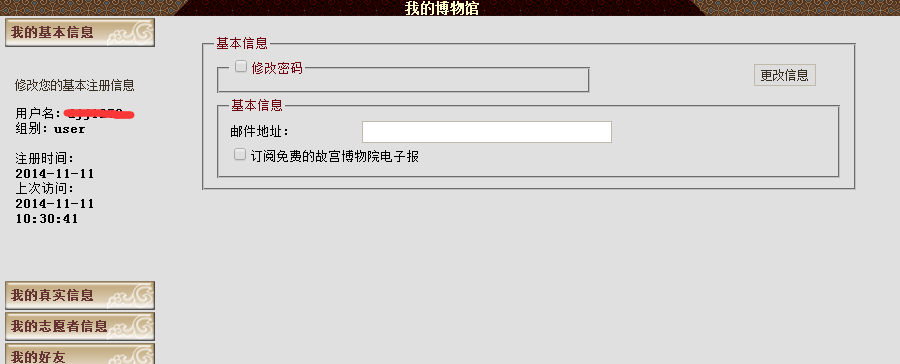 我的博物馆
我的基本信息
修改您的基本注册信息
用户名:
组别: user
注册时间:
2014-11-11
上次访问:
2014-11-11
10:30:41
我的真实信息
我的志愿者信息
我的好友
基本信息
修改密码
更改信息
基本信息
邮件地址:
订阅免费的故宫博物院电子报